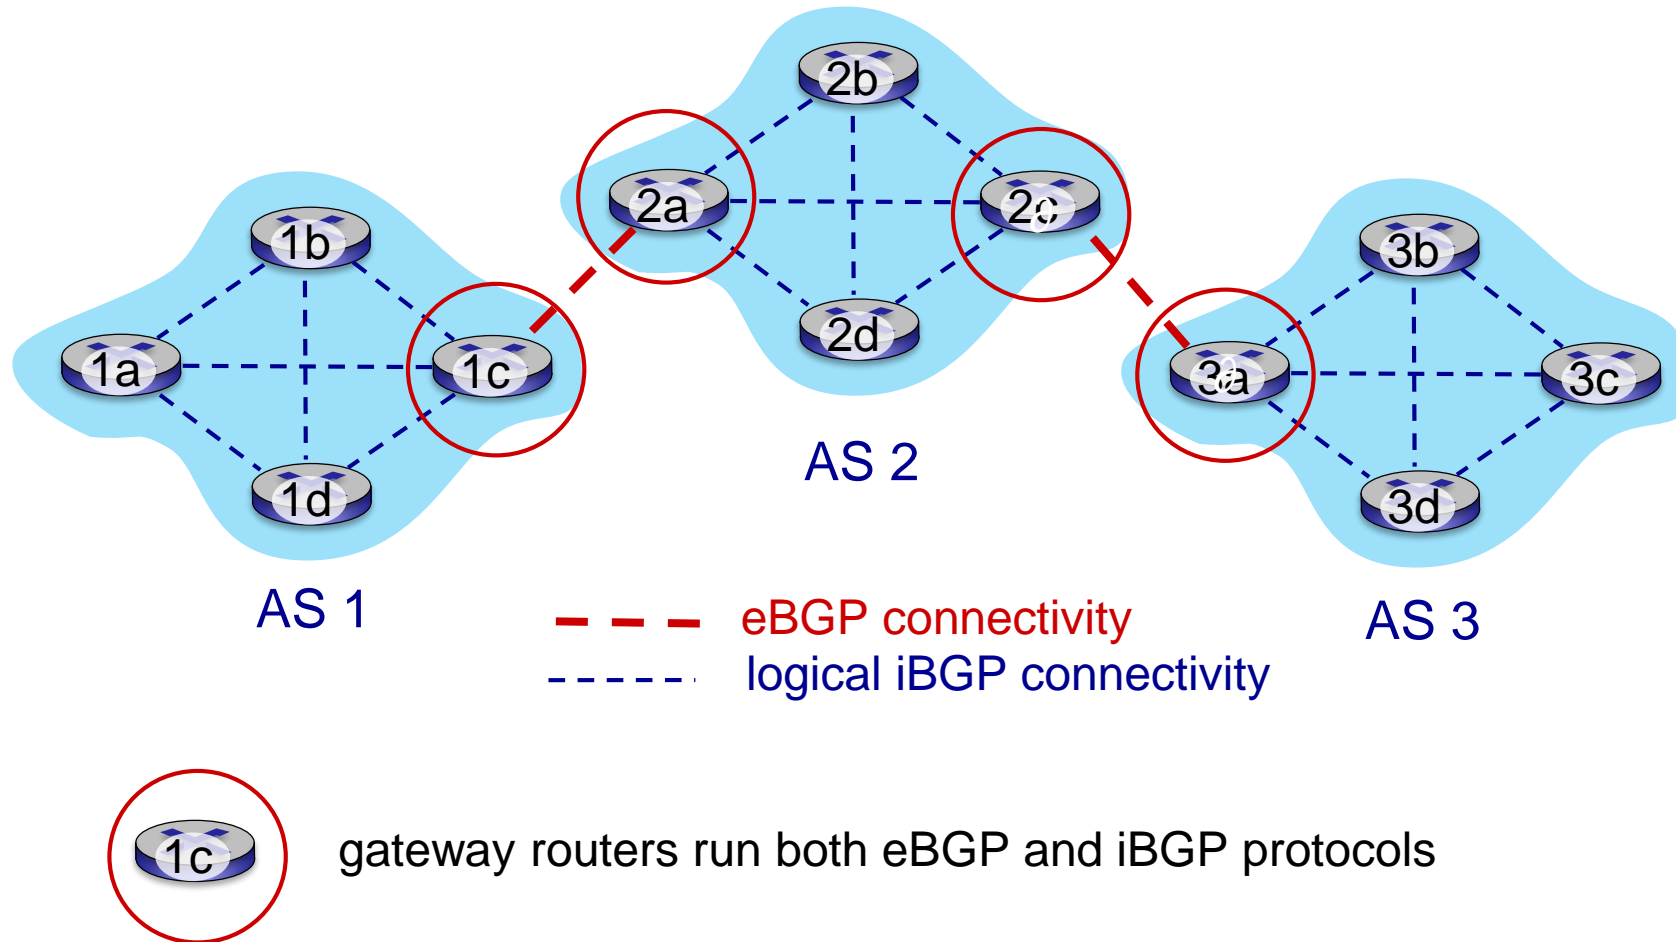 2b
2a
2c
1b
3b
2d
1a
1c
3a
3c
AS 2
1d
3d
AS 1
eBGP connectivity
AS 3
logical iBGP connectivity
1c
gateway routers run both eBGP and iBGP protocols